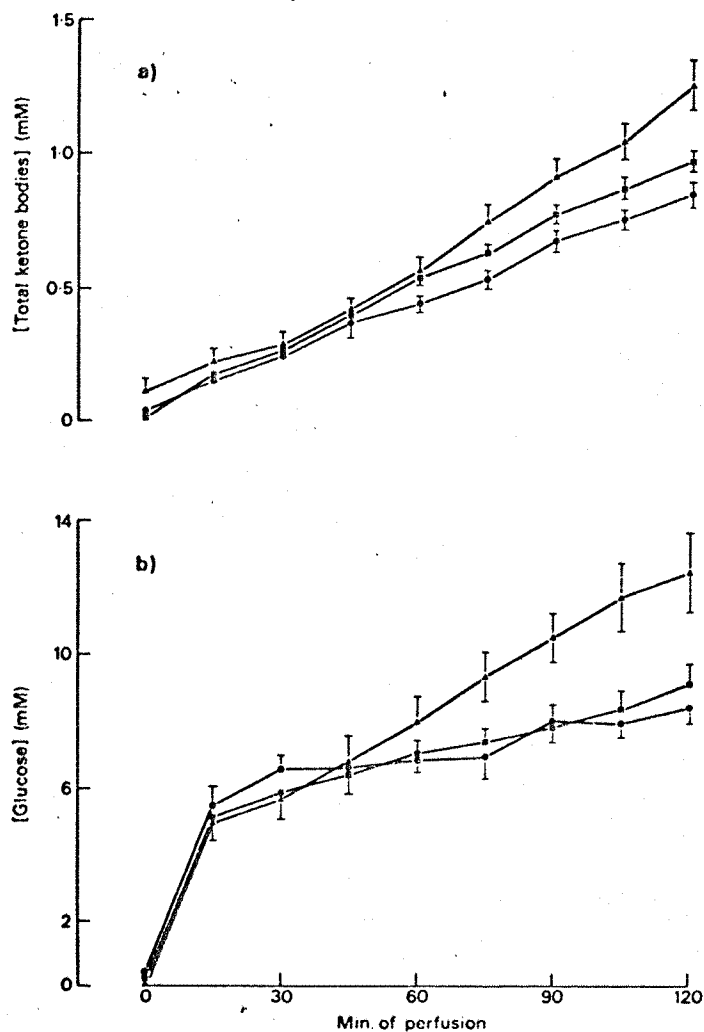 1·5
a)
1·0
0·5
0
[Total ketone bodies] (mM)
14
b)
10
6
2
0
[Glucose] (mM)
0 30 60 90 120
Min. of perfusion